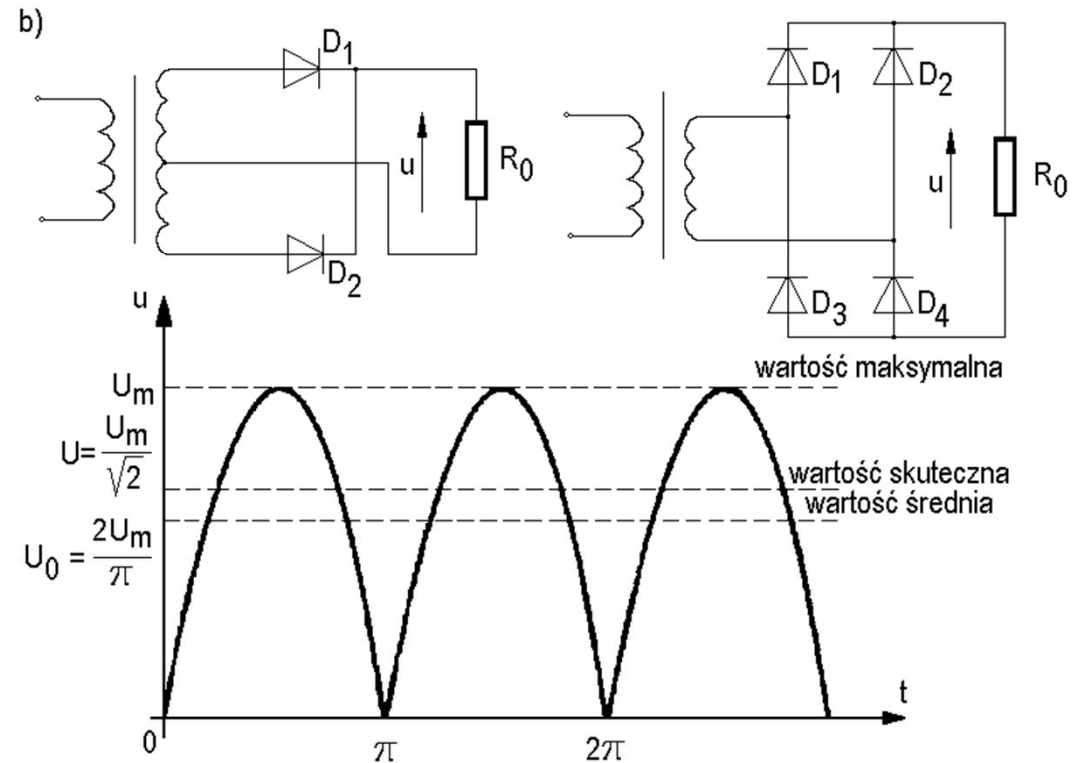 b)
D₁
u
R₀
D₂
D₁
D₂
u
R₀
D₃
D₄
u
wartość maksymalna
Uₘ
U=Uₘ/√2
wartość skuteczna
wartość średnia
U₀ = 2Uₘ/π
t
0
π
2π